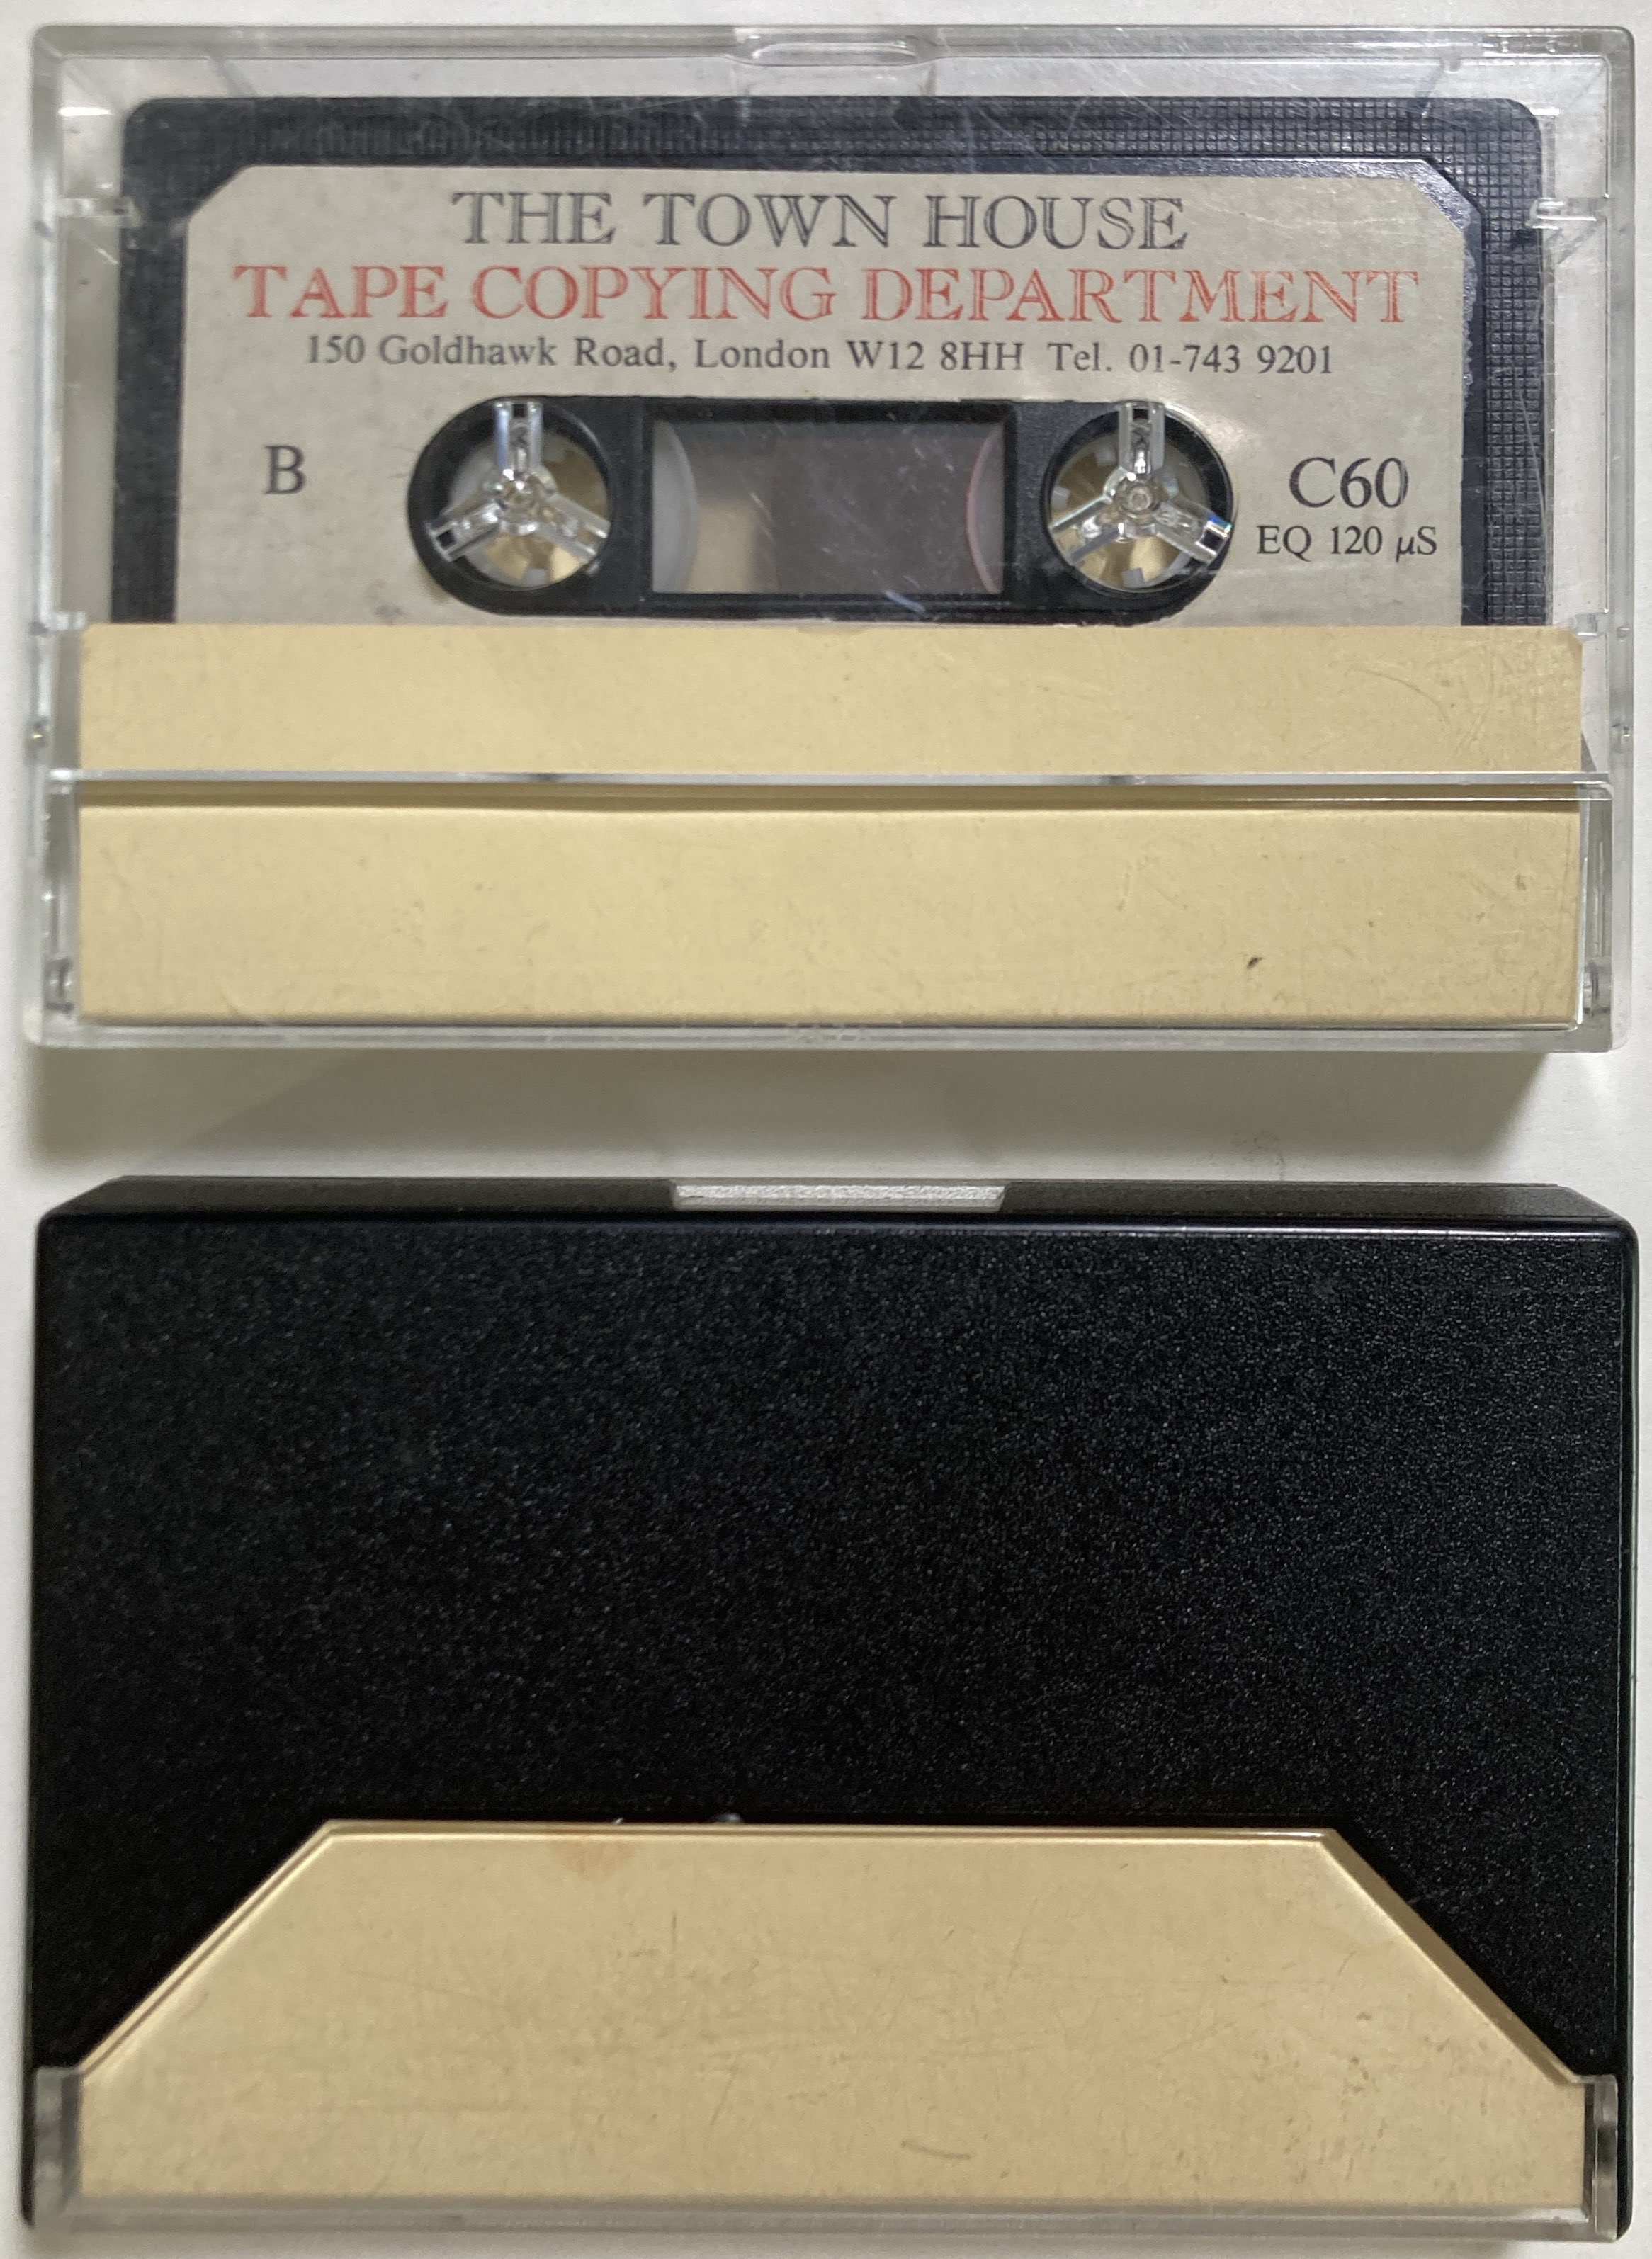 THE TOWN HOUSE
TAPE COPYING DEPARTMENT
150 Goldhawk Road, London W12 8HH Tel. 01-743 9201
B
C60
EQ 120 µS